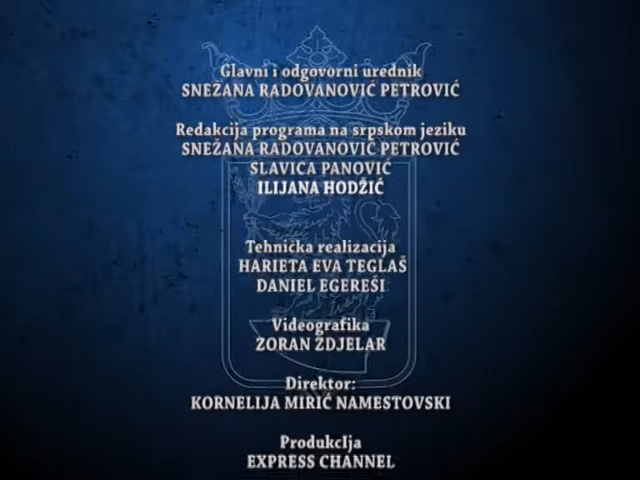 Glavni i odgovorni urednik
SNEŽANA RADOVANOVIĆ PETROVIĆ
Redakcija programa na srpskom jeziku
SNEŽANA RADOVANOVIĆ PETROVIĆ
SLAVICA PANOVIĆ
ILIJANA HODŽIĆ
Tehnička realizacija
HARIETA EVA TEGLAŠ
DANIEL EGEREŠI
Videografika
ZORAN ŽDJELAR
Direktor:
KORNELIJA MIRIĆ NAMESTOVSKI
ProdukcIja
EXPRESS CHANNEL